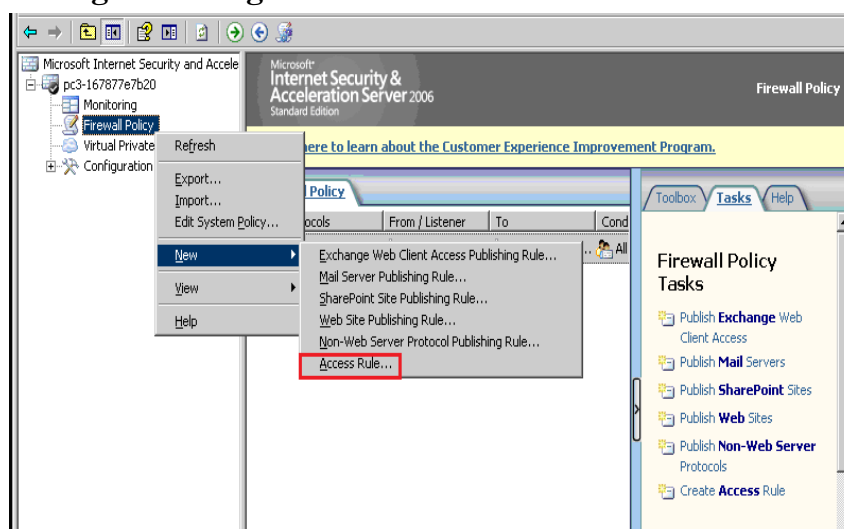 Microsoft Internet Security and Accele
pc3-167877e7b20
Monitoring
Firewall Policy
Virtual Private
Configuration
Refresh
Export...
Import...
Edit System Policy...
New
View
Help
Exchange Web Client Access Publishing Rule...
Mail Server Publishing Rule...
SharePoint Site Publishing Rule...
Web Site Publishing Rule...
Non-Web Server Protocol Publishing Rule...
Access Rule...
Microsoft
Internet Security &
Acceleration Server 2006
Standard Edition
Firewall Policy
here to learn about the Customer Experience Improvement Program.
Policy
ocols From / Listener To Cond
.. All
Toolbox Tasks Help
Firewall Policy
Tasks
Publish Exchange Web
Client Access
Publish Mail Servers
Publish SharePoint Sites
Publish Web Sites
Publish Non-Web Server
Protocols
Create Access Rule